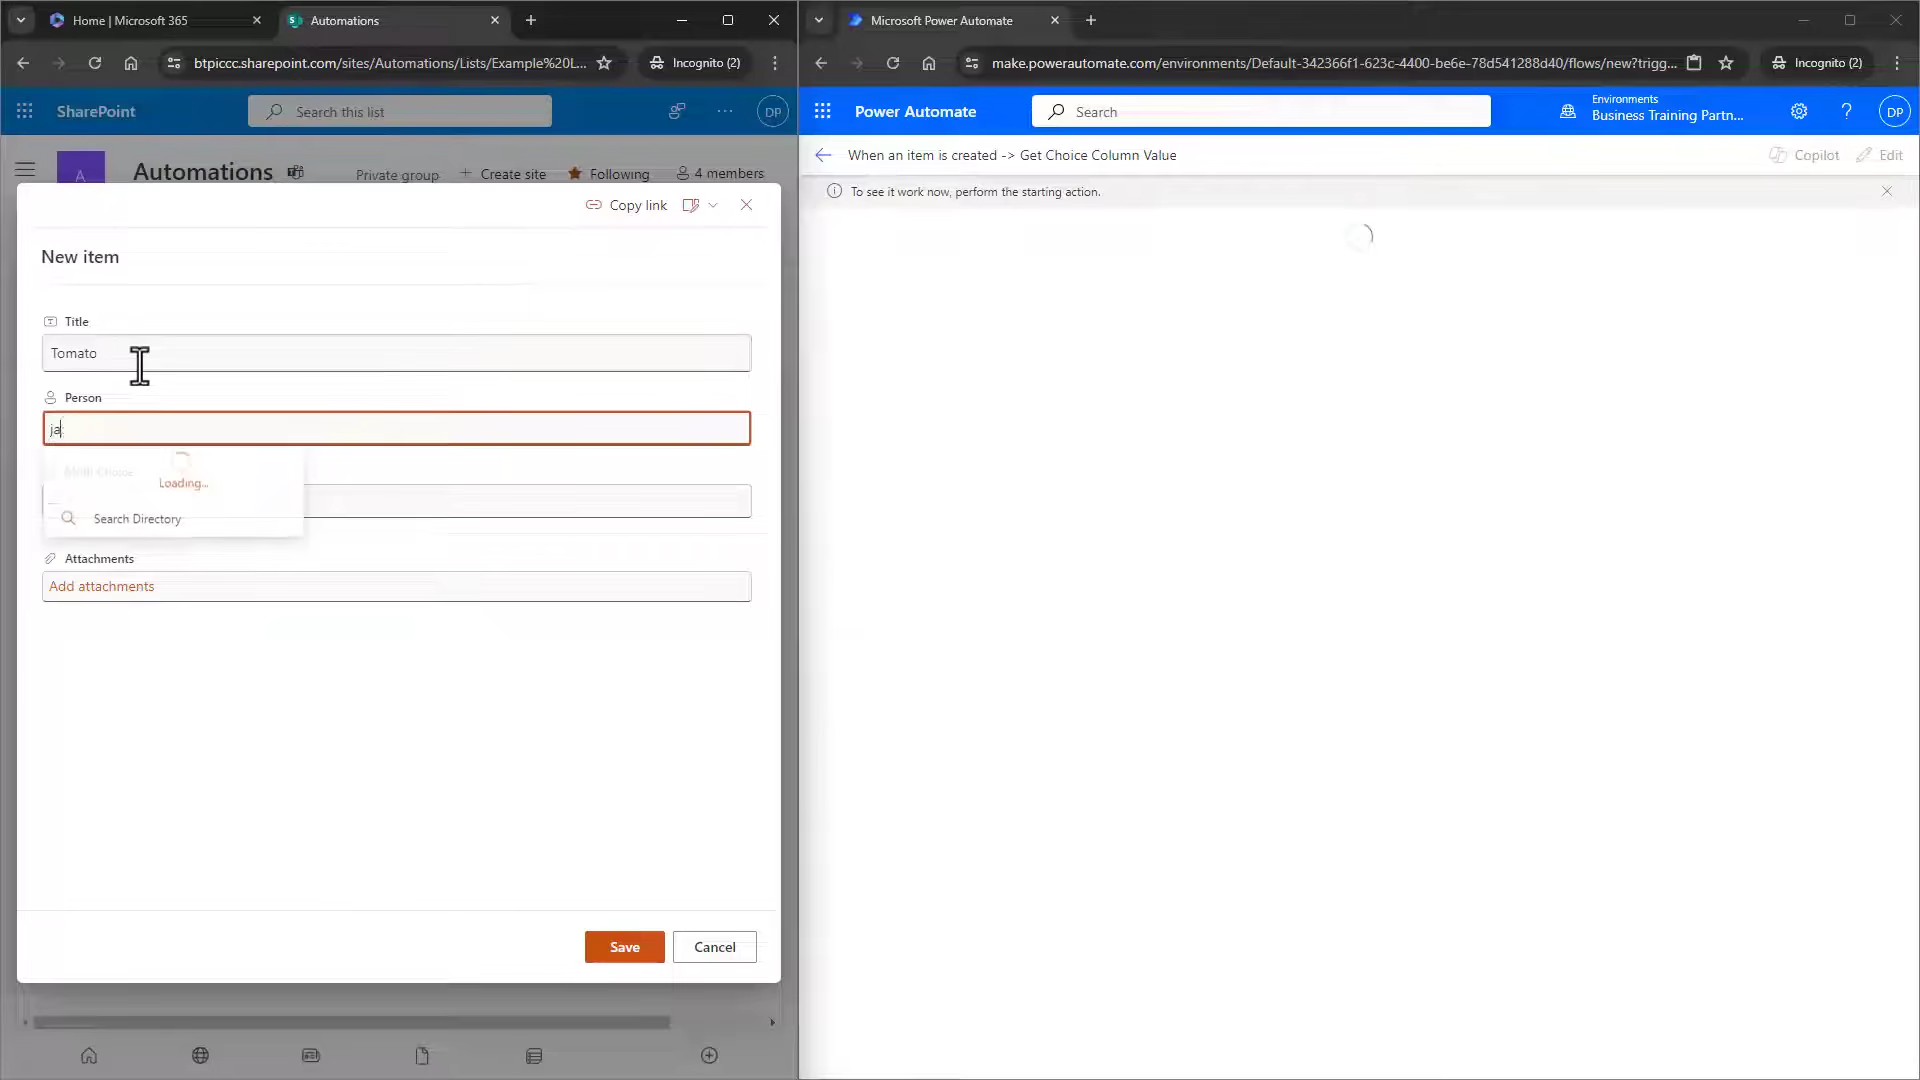 Home | Microsoft 365
Automations
btpiccc.sharepoint.com/sites/Automations/Lists/Example%20L...
Incognito (2)
SharePoint
Search this list
DP
A
Automations
Private group
Create site
Following
4 members
Copy link
New item
Title
Tomato
Person
ja
Multi Choice
Loading...
Search Directory
Attachments
Add attachments
Save
Cancel
Microsoft Power Automate
make.powerautomate.com/environments/Default-342366f1-623c-4400-be6e-78d541288d40/flows/new?trigg...
Incognito (2)
Power Automate
Search
Environments
Business Training Partn...
DP
When an item is created -> Get Choice Column Value
Copilot
Edit
To see it work now, perform the starting action.